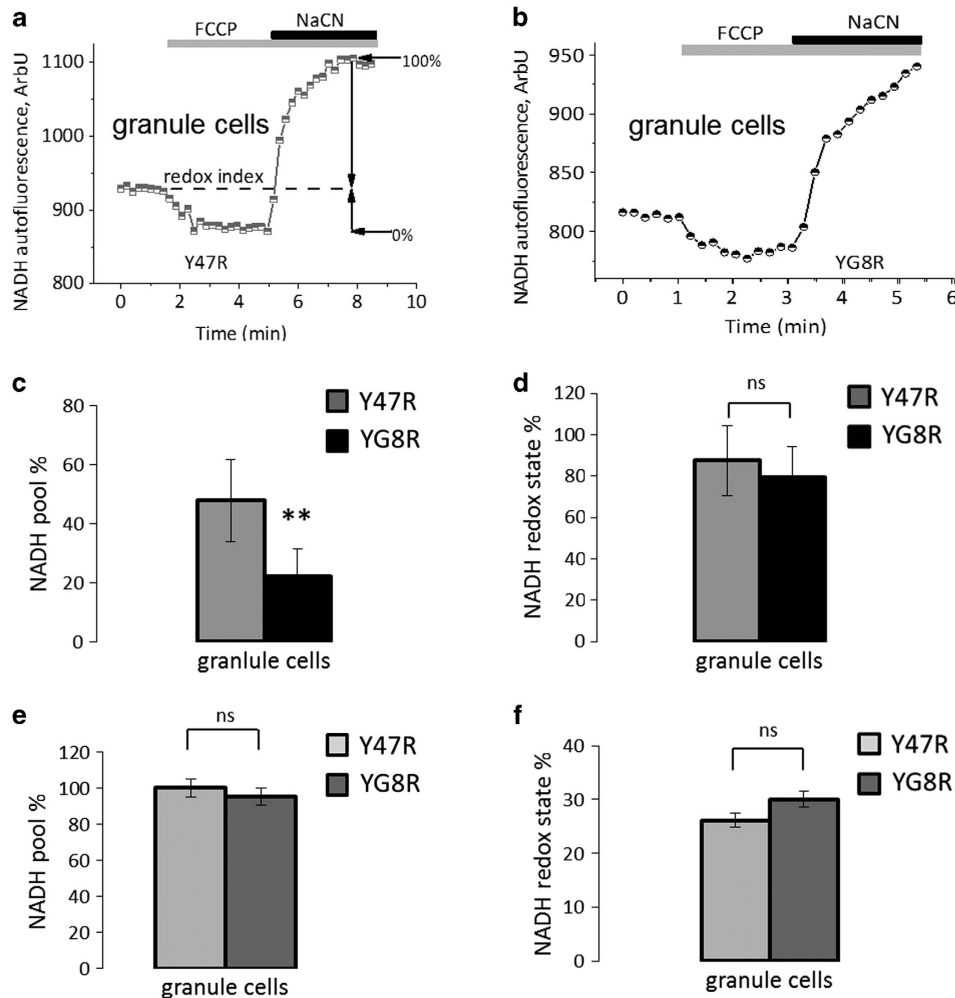 a
FCCP
NaCN
NADH autofluorescence, ArbU
1100
1000
900
800
100%
granule cells
redox index
0%
Y47R
0 2 4 6 8 10
Time (min)
b
FCCP
NaCN
NADH autofluorescence, ArbU
950
900
850
800
granule cells
YG8R
0 1 2 3 4 5 6
Time (min)
c
NADH pool %
80
60
40
20
0
Y47R
YG8R
**
granlule cells
d
NADH redox state %
120
100
80
60
40
20
0
ns
Y47R
YG8R
granule cells
e
NADH pool %
120
100
80
60
40
20
0
ns
Y47R
YG8R
granule cells
f
NADH redox state %
40
30
20
10
0
ns
Y47R
YG8R
granule cells